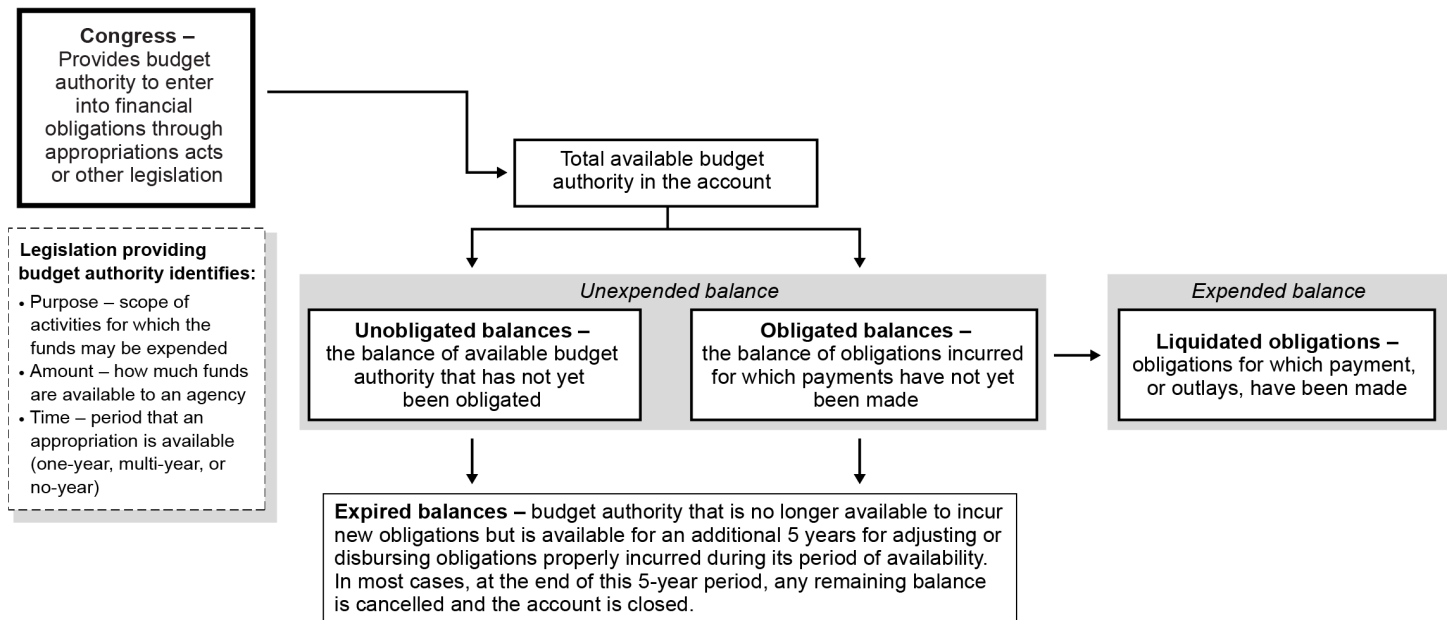 Congress –
Provides budget
authority to enter
into financial
obligations through
appropriations acts
or other legislation
Total available budget
authority in the account
Legislation providing
budget authority identifies:
• Purpose – scope of
activities for which the
funds may be expended
• Amount – how much funds
are available to an agency
• Time – period that an
appropriation is available
(one-year, multi-year, or
no-year)
Unexpended balance
Unobligated balances –
the balance of available budget
authority that has not yet
been obligated
Obligated balances –
the balance of obligations incurred
for which payments have not yet
been made
Expended balance
Liquidated obligations –
obligations for which payment,
or outlays, have been made
Expired balances – budget authority that is no longer available to incur
new obligations but is available for an additional 5 years for adjusting or
disbursing obligations properly incurred during its period of availability.
In most cases, at the end of this 5-year period, any remaining balance
is cancelled and the account is closed.